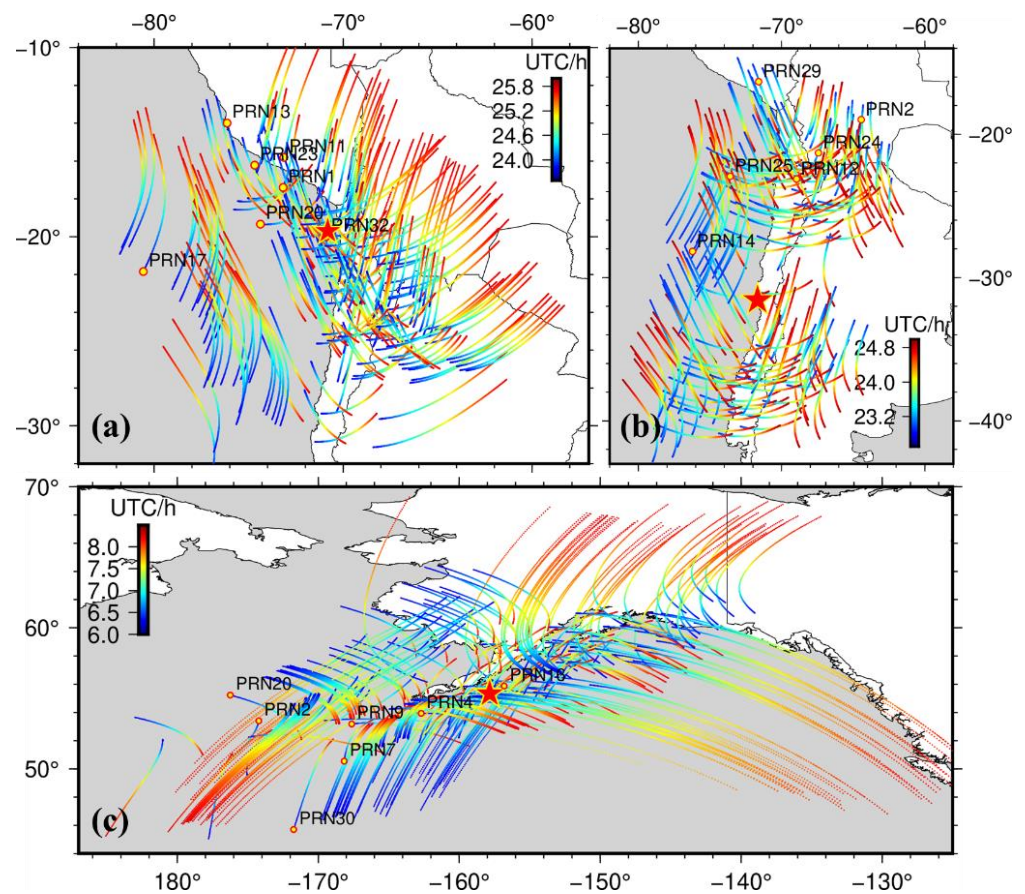 −80° −70° −60°
−80° −70° −60°
−10°
−20°
−30°
UTC/h
25.8
25.2
24.6
24.0
PRN13
PRN11
PRN23
PRN1
PRN20
PRN32
PRN17
(a)
PRN29
PRN2
PRN24
PRN25
PRN12
PRN14
−20°
−30°
−40°
UTC/h
24.8
24.0
23.2
(b)
70°
60°
50°
UTC/h
8.0
7.5
7.0
6.5
6.0
PRN20
PRN2
PRN9
PRN4
PRN7
PRN30
(c)
180° −170° −160° −150° −140° −130°